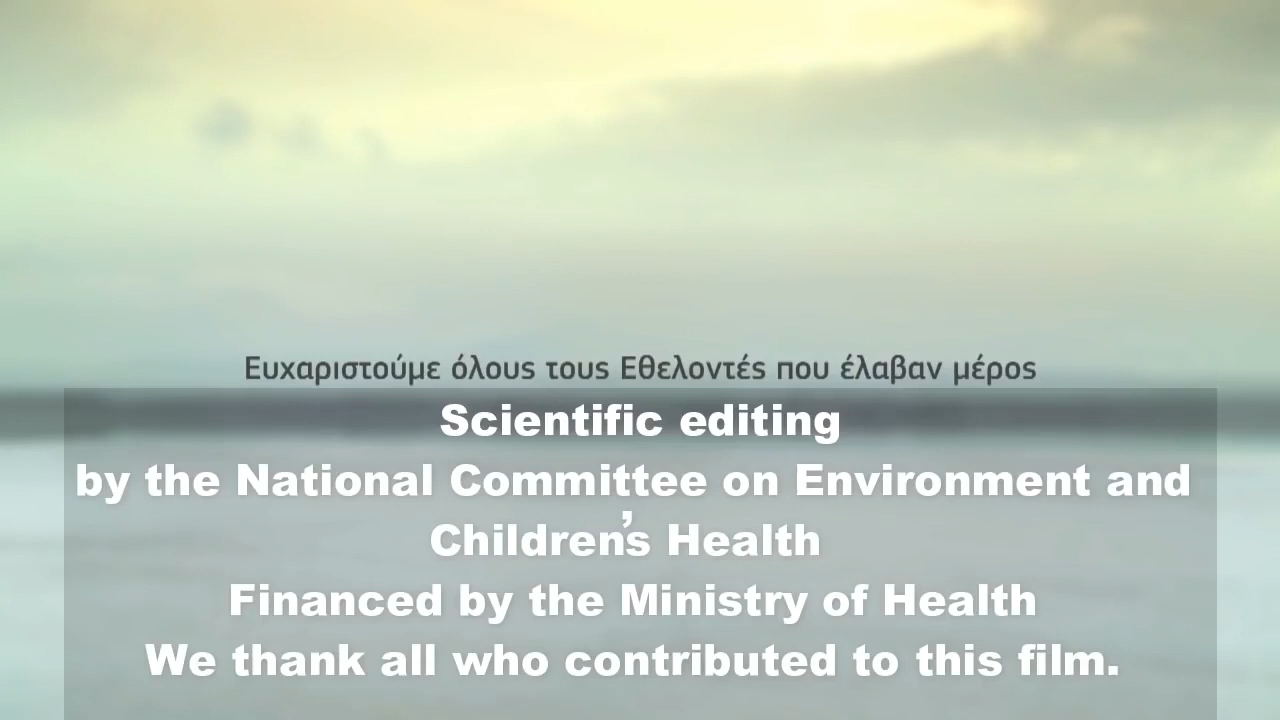 Ευχαριστούμε όλους τους Εθελοντές που έλαβαν μέρος
Scientific editing
by the National Committee on Environment and
Children’s Health
Financed by the Ministry of Health
We thank all who contributed to this film.